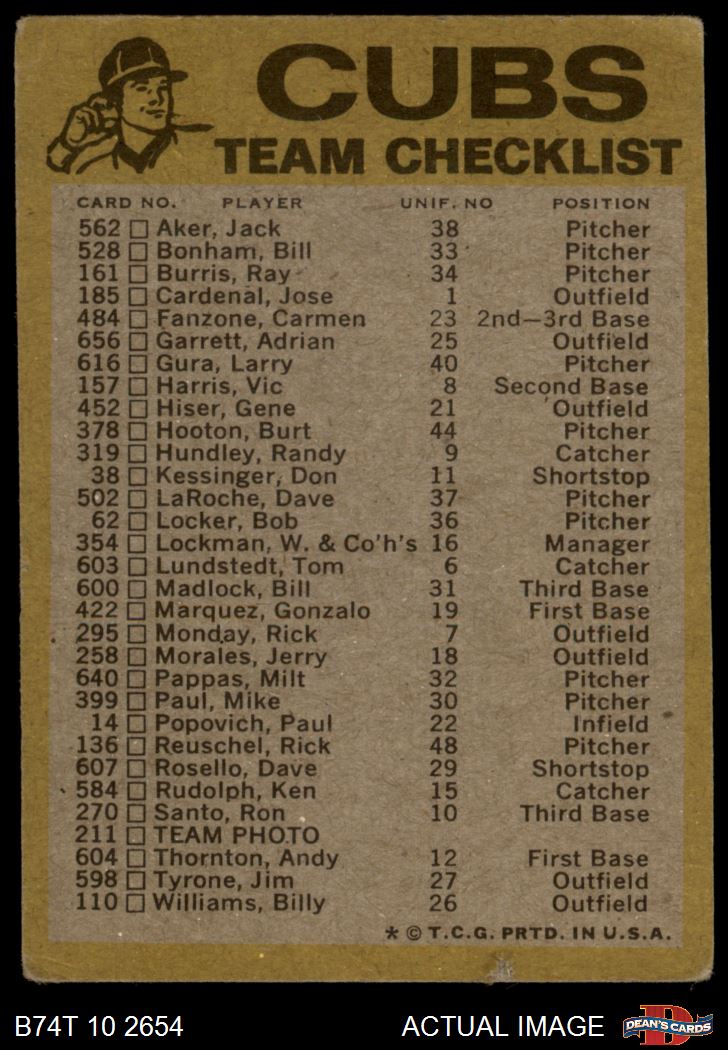 CUBS
TEAM CHECKLIST
CARD NO. PLAYER UNIF. NO POSITION
562 Aker, Jack 38 Pitcher
528 Bonham, Bill 33 Pitcher
161 Burris, Ray 34 Pitcher
185 Cardenal, Jose 1 Outfield
484 Fanzone, Carmen 23 2nd—3rd Base
656 Garrett, Adrian 25 Outfield
616 Gura, Larry 40 Pitcher
157 Harris, Vic 8 Second Base
452 Hiser, Gene 21 Outfield
378 Hooton, Burt 44 Pitcher
319 Hundley, Randy 9 Catcher
38 Kessinger, Don 11 Shortstop
502 LaRoche, Dave 37 Pitcher
62 Locker, Bob 36 Pitcher
354 Lockman, W. & Co'h's 16 Manager
603 Lundstedt, Tom 6 Catcher
600 Madlock, Bill 31 Third Base
422 Marquez, Gonzalo 19 First Base
295 Monday, Rick 7 Outfield
258 Morales, Jerry 18 Outfield
640 Pappas, Milt 32 Pitcher
399 Paul, Mike 30 Pitcher
14 Popovich, Paul 22 Infield
136 Reuschel, Rick 48 Pitcher
607 Rosello, Dave 29 Shortstop
584 Rudolph, Ken 15 Catcher
270 Santo, Ron 10 Third Base
211 TEAM PHOTO
604 Thornton, Andy 12 First Base
598 Tyrone, Jim 27 Outfield
110 Williams, Billy 26 Outfield
* © T.C.G. PRTD. IN U.S.A.
B74T 10 2654 ACTUAL IMAGE DEAN'S CARDS